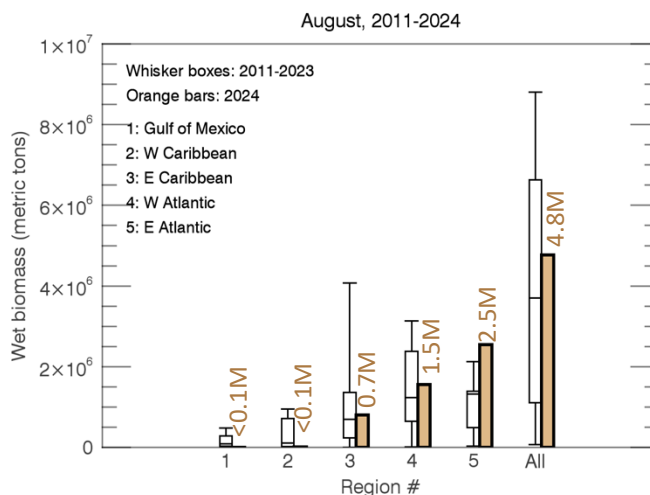 August, 2011-2024
1×10⁷
8×10⁶
6×10⁶
4×10⁶
2×10⁶
0
Wet biomass (metric tons)
Whisker boxes: 2011-2023
Orange bars: 2024
1: Gulf of Mexico
2: W Caribbean
3: E Caribbean
4: W Atlantic
5: E Atlantic
<0.1M
<0.1M
0.7M
1.5M
2.5M
4.8M
1 2 3 4 5 All
Region #